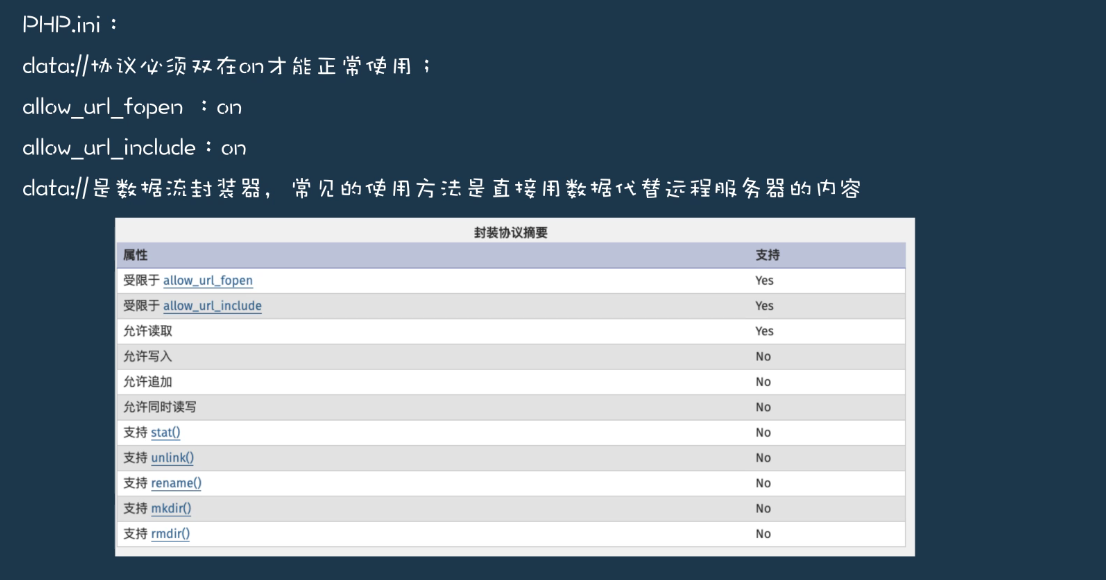 PHP.ini：
data://协议必须双在on才能正常使用；
allow_url_fopen ：on
allow_url_include：on
data://是数据流封装器，常见的使用方法是直接用数据代替远程服务器的内容
封装协议摘要
属性 支持
受限于 allow_url_fopen Yes
受限于 allow_url_include Yes
允许读取 Yes
允许写入 No
允许追加 No
允许同时读写 No
支持 stat() No
支持 unlink() No
支持 rename() No
支持 mkdir() No
支持 rmdir() No